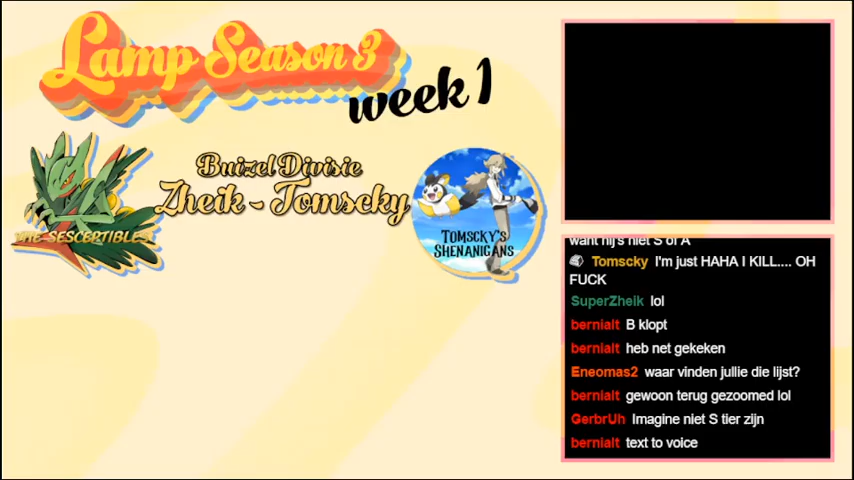 Lamp Season 3
week 1
Buizel Divisie
Zheik - Tomscky
THE SESCEPTIBLES
TOMSCKY'S
SHENANIGANS
want hij's niet S of A
Tomscky I'm just HAHA I KILL.... OH
FUCK
SuperZheik lol
bernialt B klopt
bernialt heb net gekeken
Eneomas2 waar vinden jullie die lijst?
bernialt gewoon terug gezoomed lol
GerbrUh Imagine niet S tier zijn
bernialt text to voice